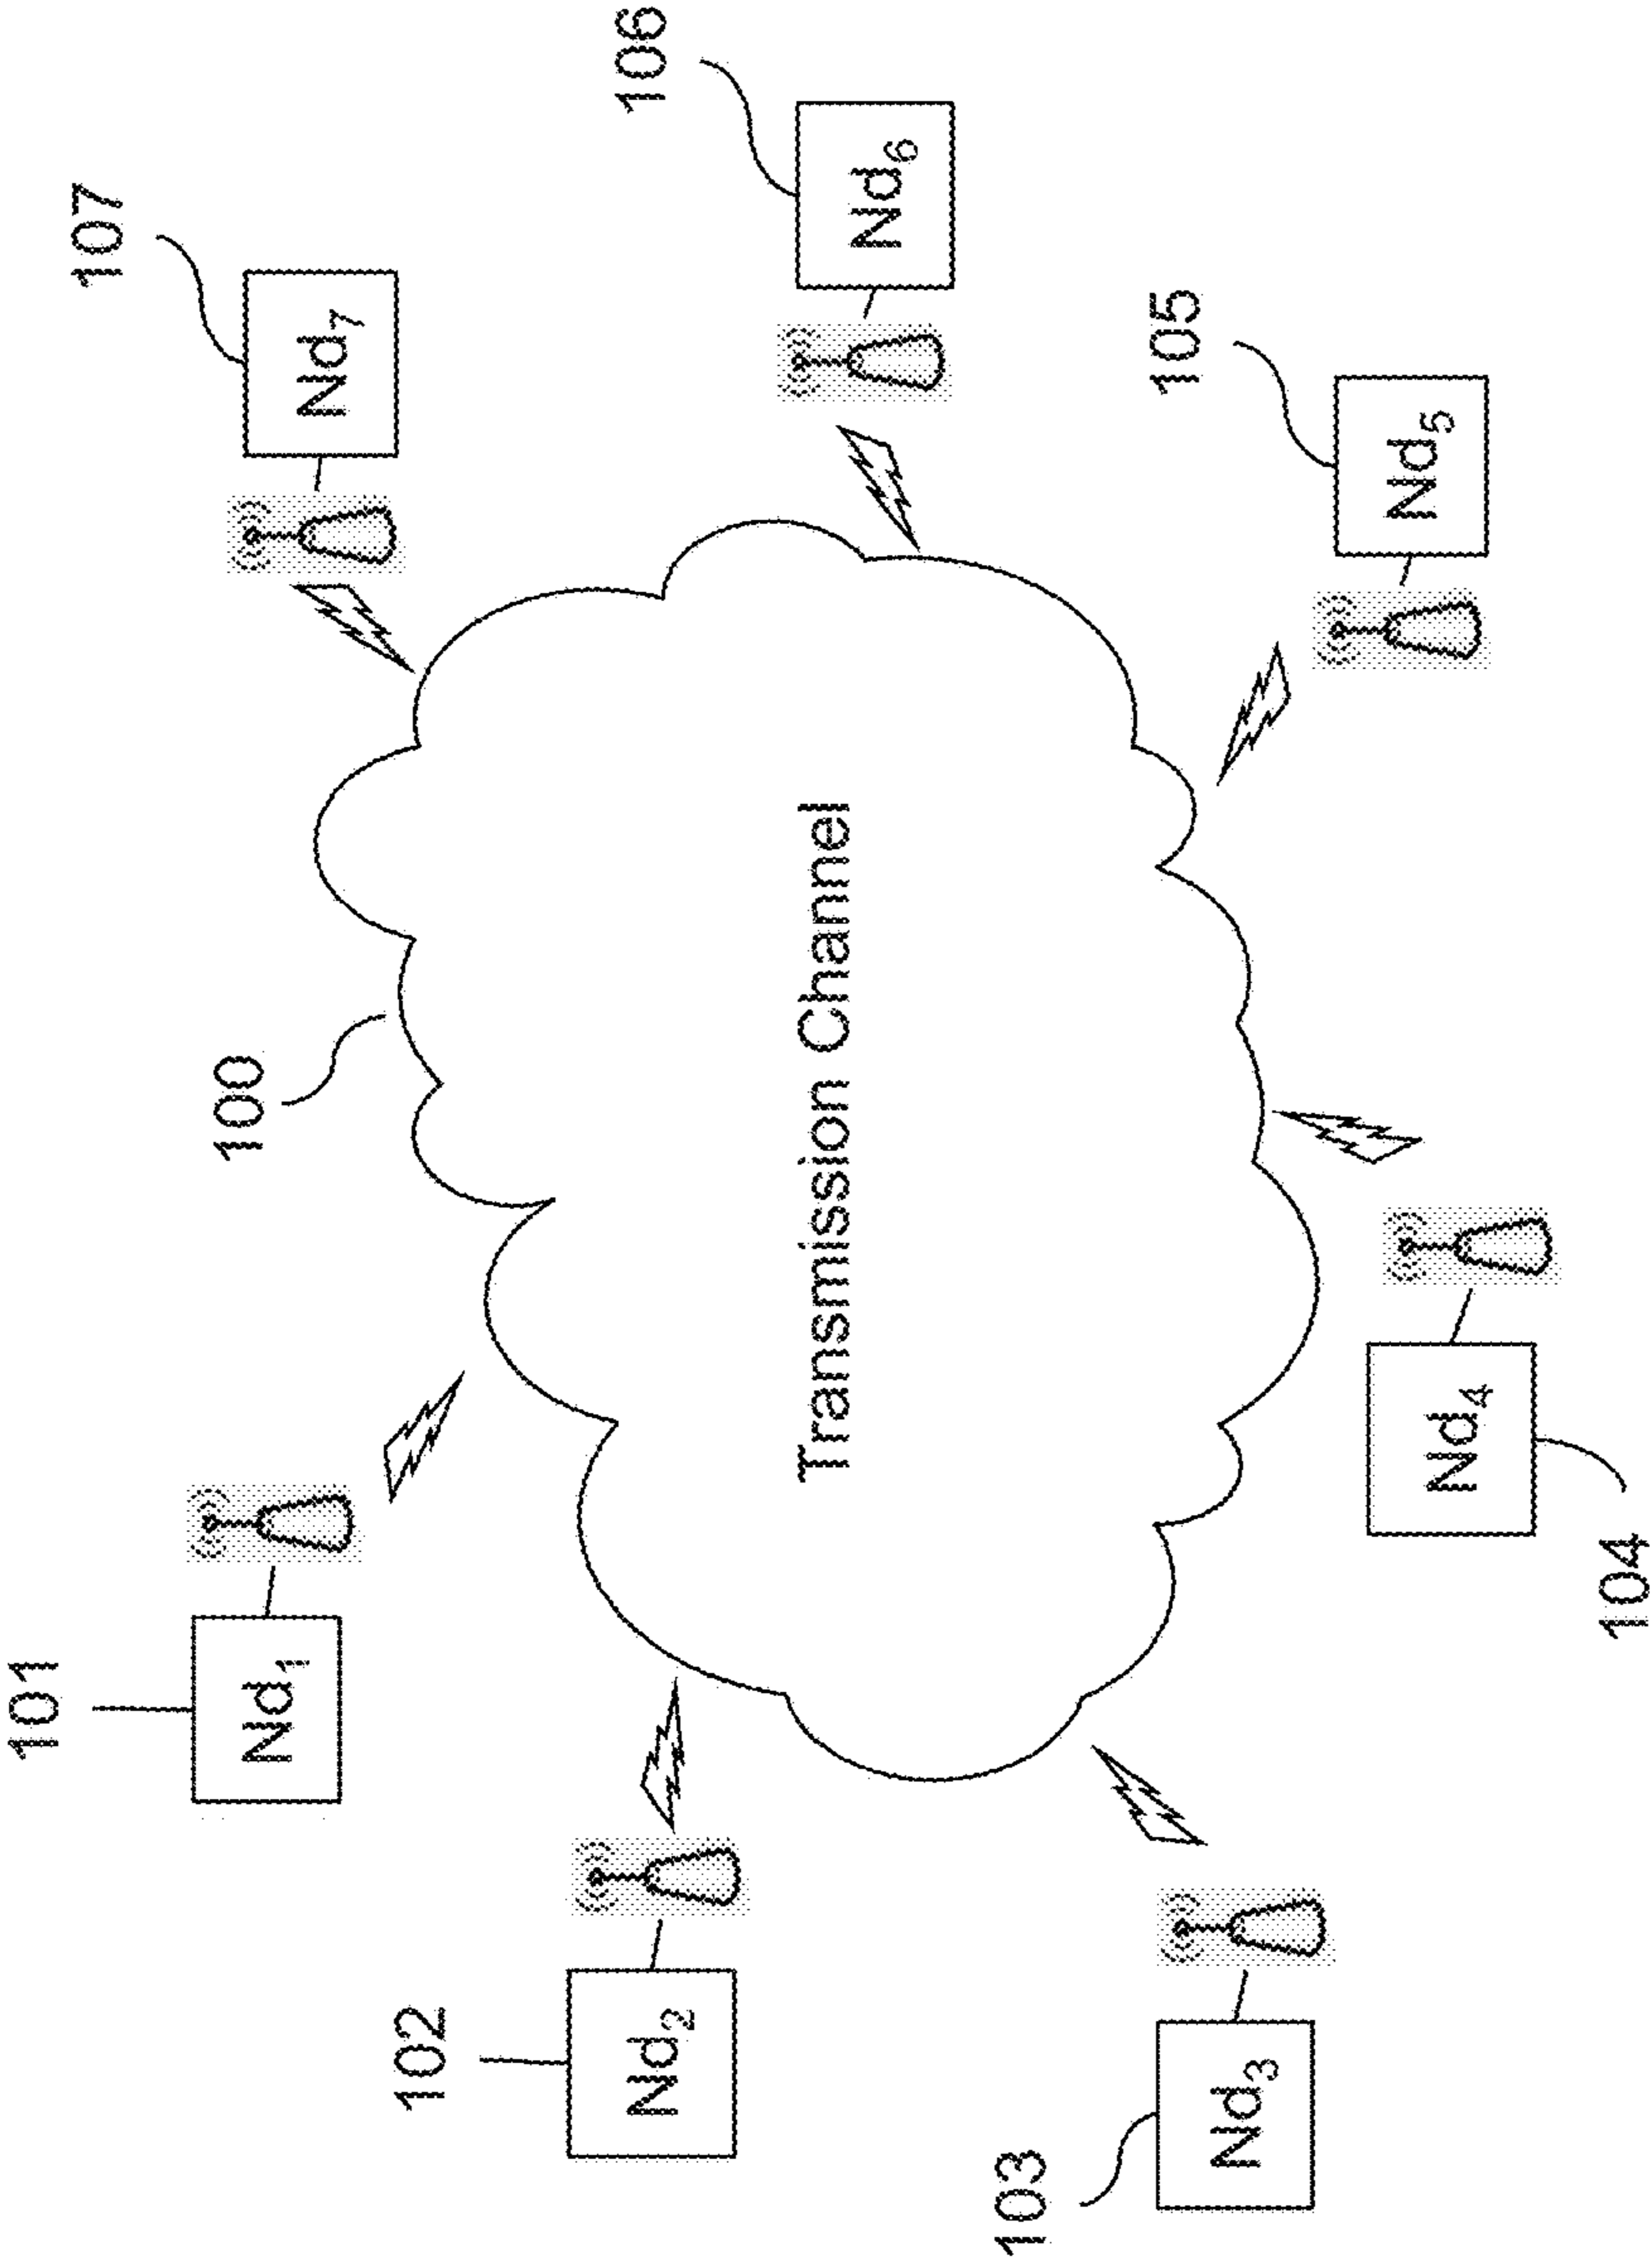 101
Nd₁
102
Nd₂
103
Nd₃
104
Nd₄
105
Nd₅
106
Nd₆
107
Nd₇
100
Transmission Channel